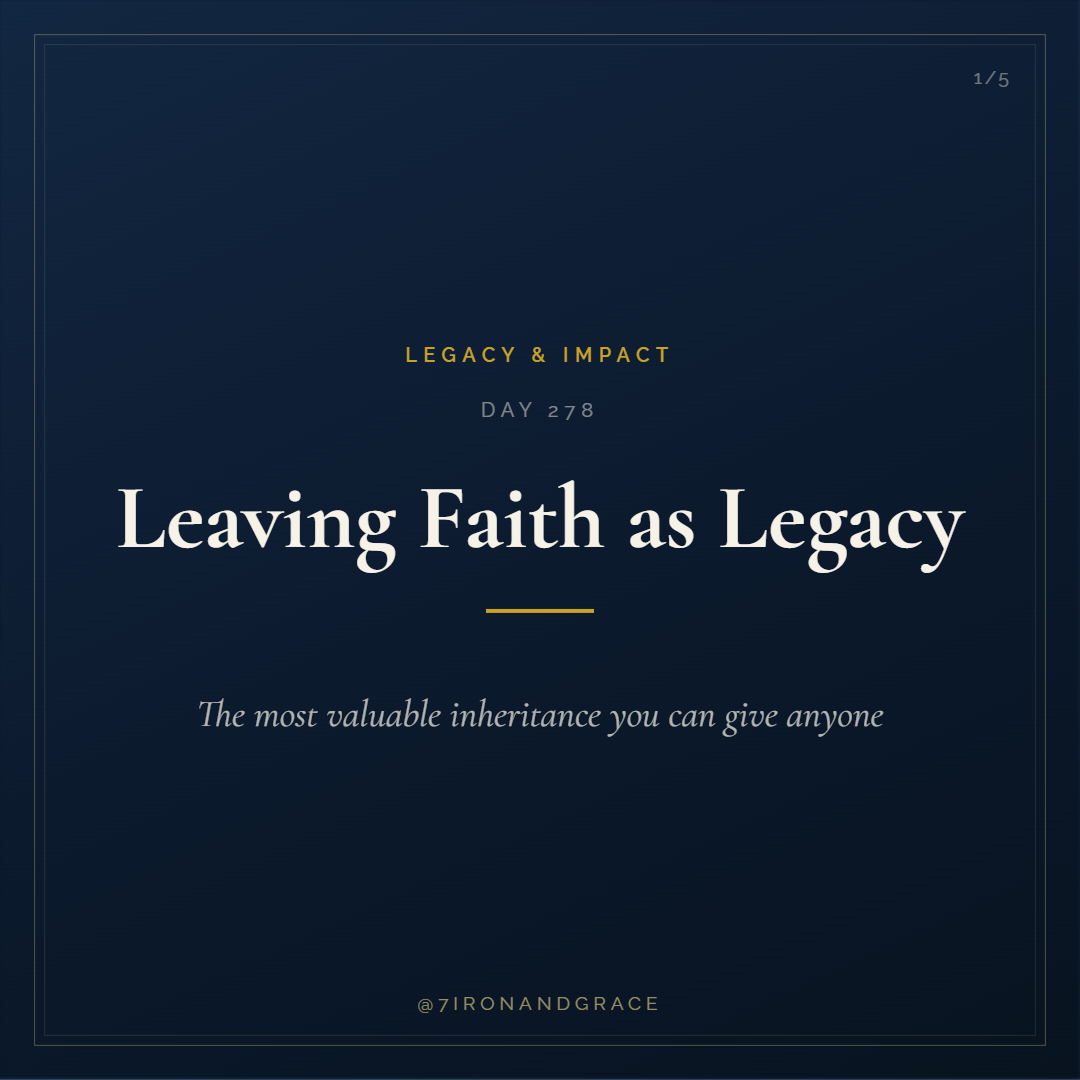 1/5
LEGACY & IMPACT
DAY 278
Leaving Faith as Legacy
The most valuable inheritance you can give anyone
@7IRONANDGRACE